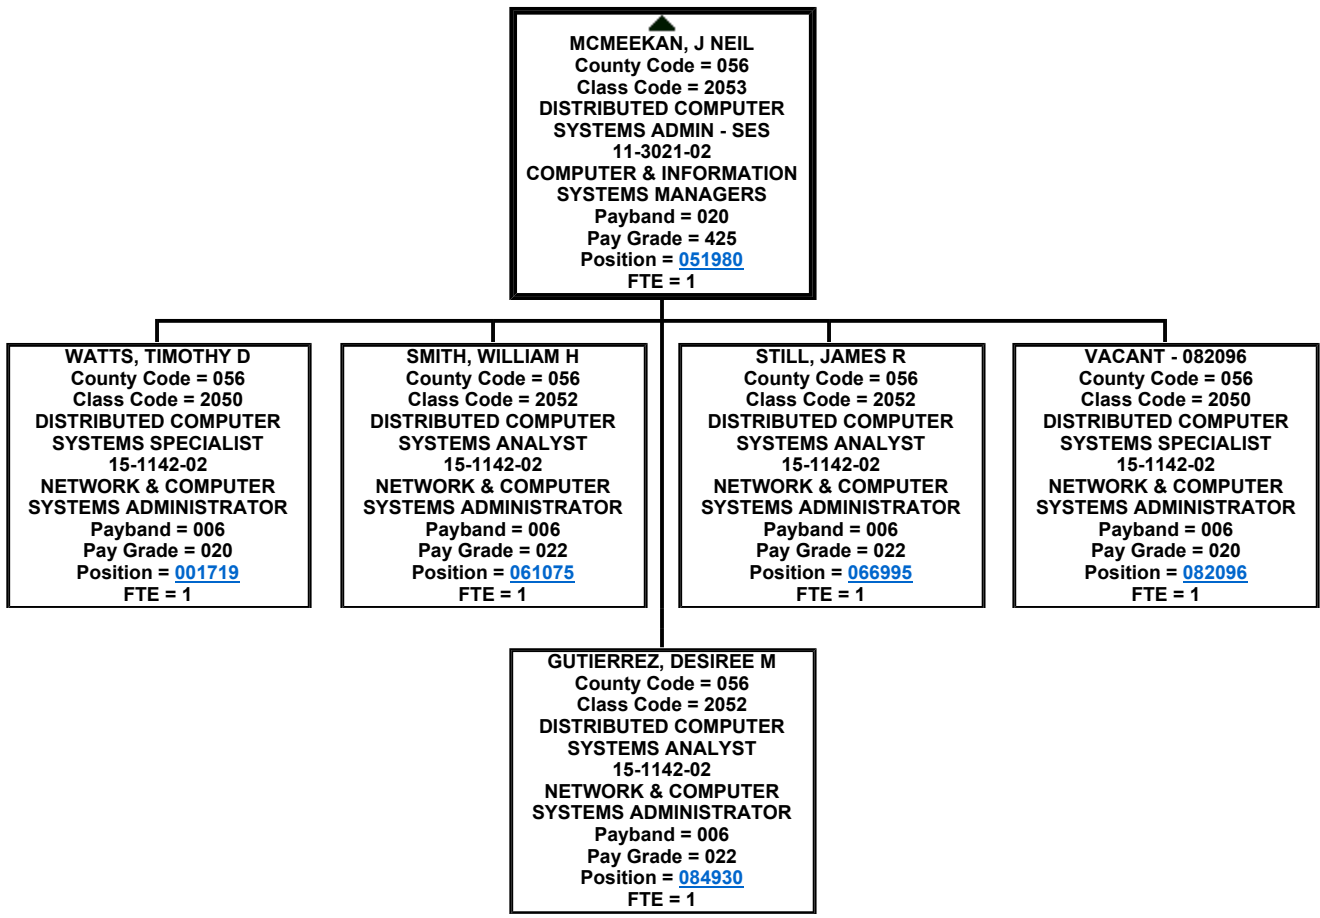 MCMEEKAN, J NEIL
County Code = 056
Class Code = 2053
DISTRIBUTED COMPUTER
SYSTEMS ADMIN - SES
11-3021-02
COMPUTER & INFORMATION
SYSTEMS MANAGERS
Payband = 020
Pay Grade = 425
Position = 051980
FTE = 1
WATTS, TIMOTHY D
County Code = 056
Class Code = 2050
DISTRIBUTED COMPUTER
SYSTEMS SPECIALIST
15-1142-02
NETWORK & COMPUTER
SYSTEMS ADMINISTRATOR
Payband = 006
Pay Grade = 020
Position = 001719
FTE = 1
SMITH, WILLIAM H
County Code = 056
Class Code = 2052
DISTRIBUTED COMPUTER
SYSTEMS ANALYST
15-1142-02
NETWORK & COMPUTER
SYSTEMS ADMINISTRATOR
Payband = 006
Pay Grade = 022
Position = 061075
FTE = 1
STILL, JAMES R
County Code = 056
Class Code = 2052
DISTRIBUTED COMPUTER
SYSTEMS ANALYST
15-1142-02
NETWORK & COMPUTER
SYSTEMS ADMINISTRATOR
Payband = 006
Pay Grade = 022
Position = 066995
FTE = 1
VACANT - 082096
County Code = 056
Class Code = 2050
DISTRIBUTED COMPUTER
SYSTEMS SPECIALIST
15-1142-02
NETWORK & COMPUTER
SYSTEMS ADMINISTRATOR
Payband = 006
Pay Grade = 020
Position = 082096
FTE = 1
GUTIERREZ, DESIREE M
County Code = 056
Class Code = 2052
DISTRIBUTED COMPUTER
SYSTEMS ANALYST
15-1142-02
NETWORK & COMPUTER
SYSTEMS ADMINISTRATOR
Payband = 006
Pay Grade = 022
Position = 084930
FTE = 1